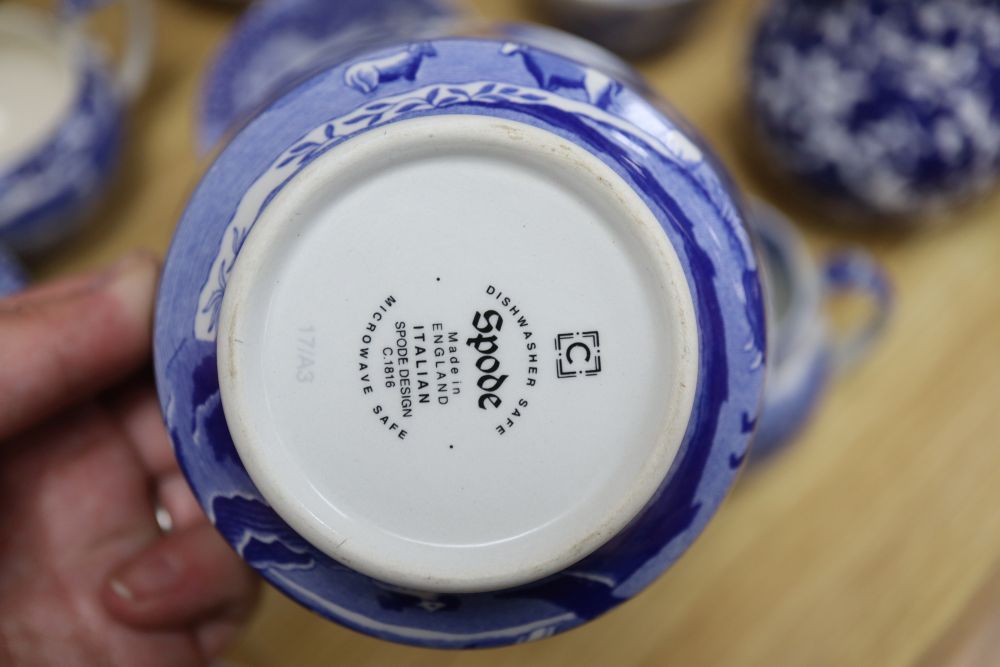 C
DISHWASHER SAFE
Spode
Made in
ENGLAND
ITALIAN
SPODE DESIGN
C.1816
MICROWAVE SAFE
17/A3